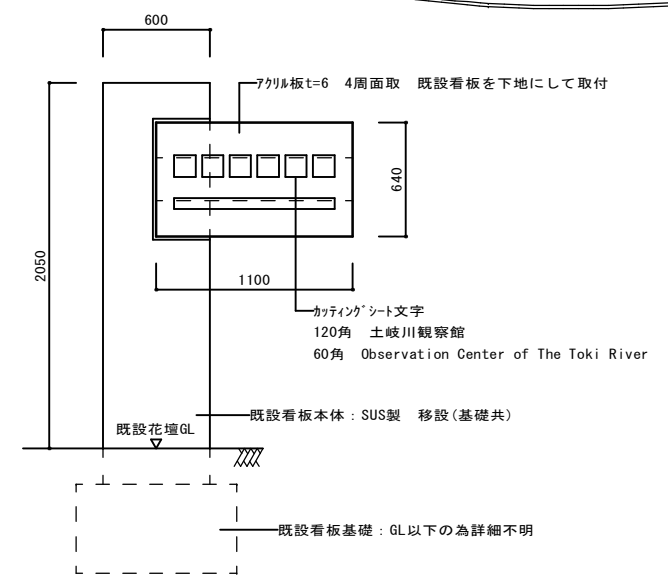 600
アクリル板t=6 4周面取 既設看板を下地にして取付
640
2050
1100
カッティングシート文字
120角 土岐川観察館
60角 Observation Center of The Toki River
既設看板本体：SUS製 移設(基礎共)
既設花壇GL
既設看板基礎：GL以下の為詳細不明